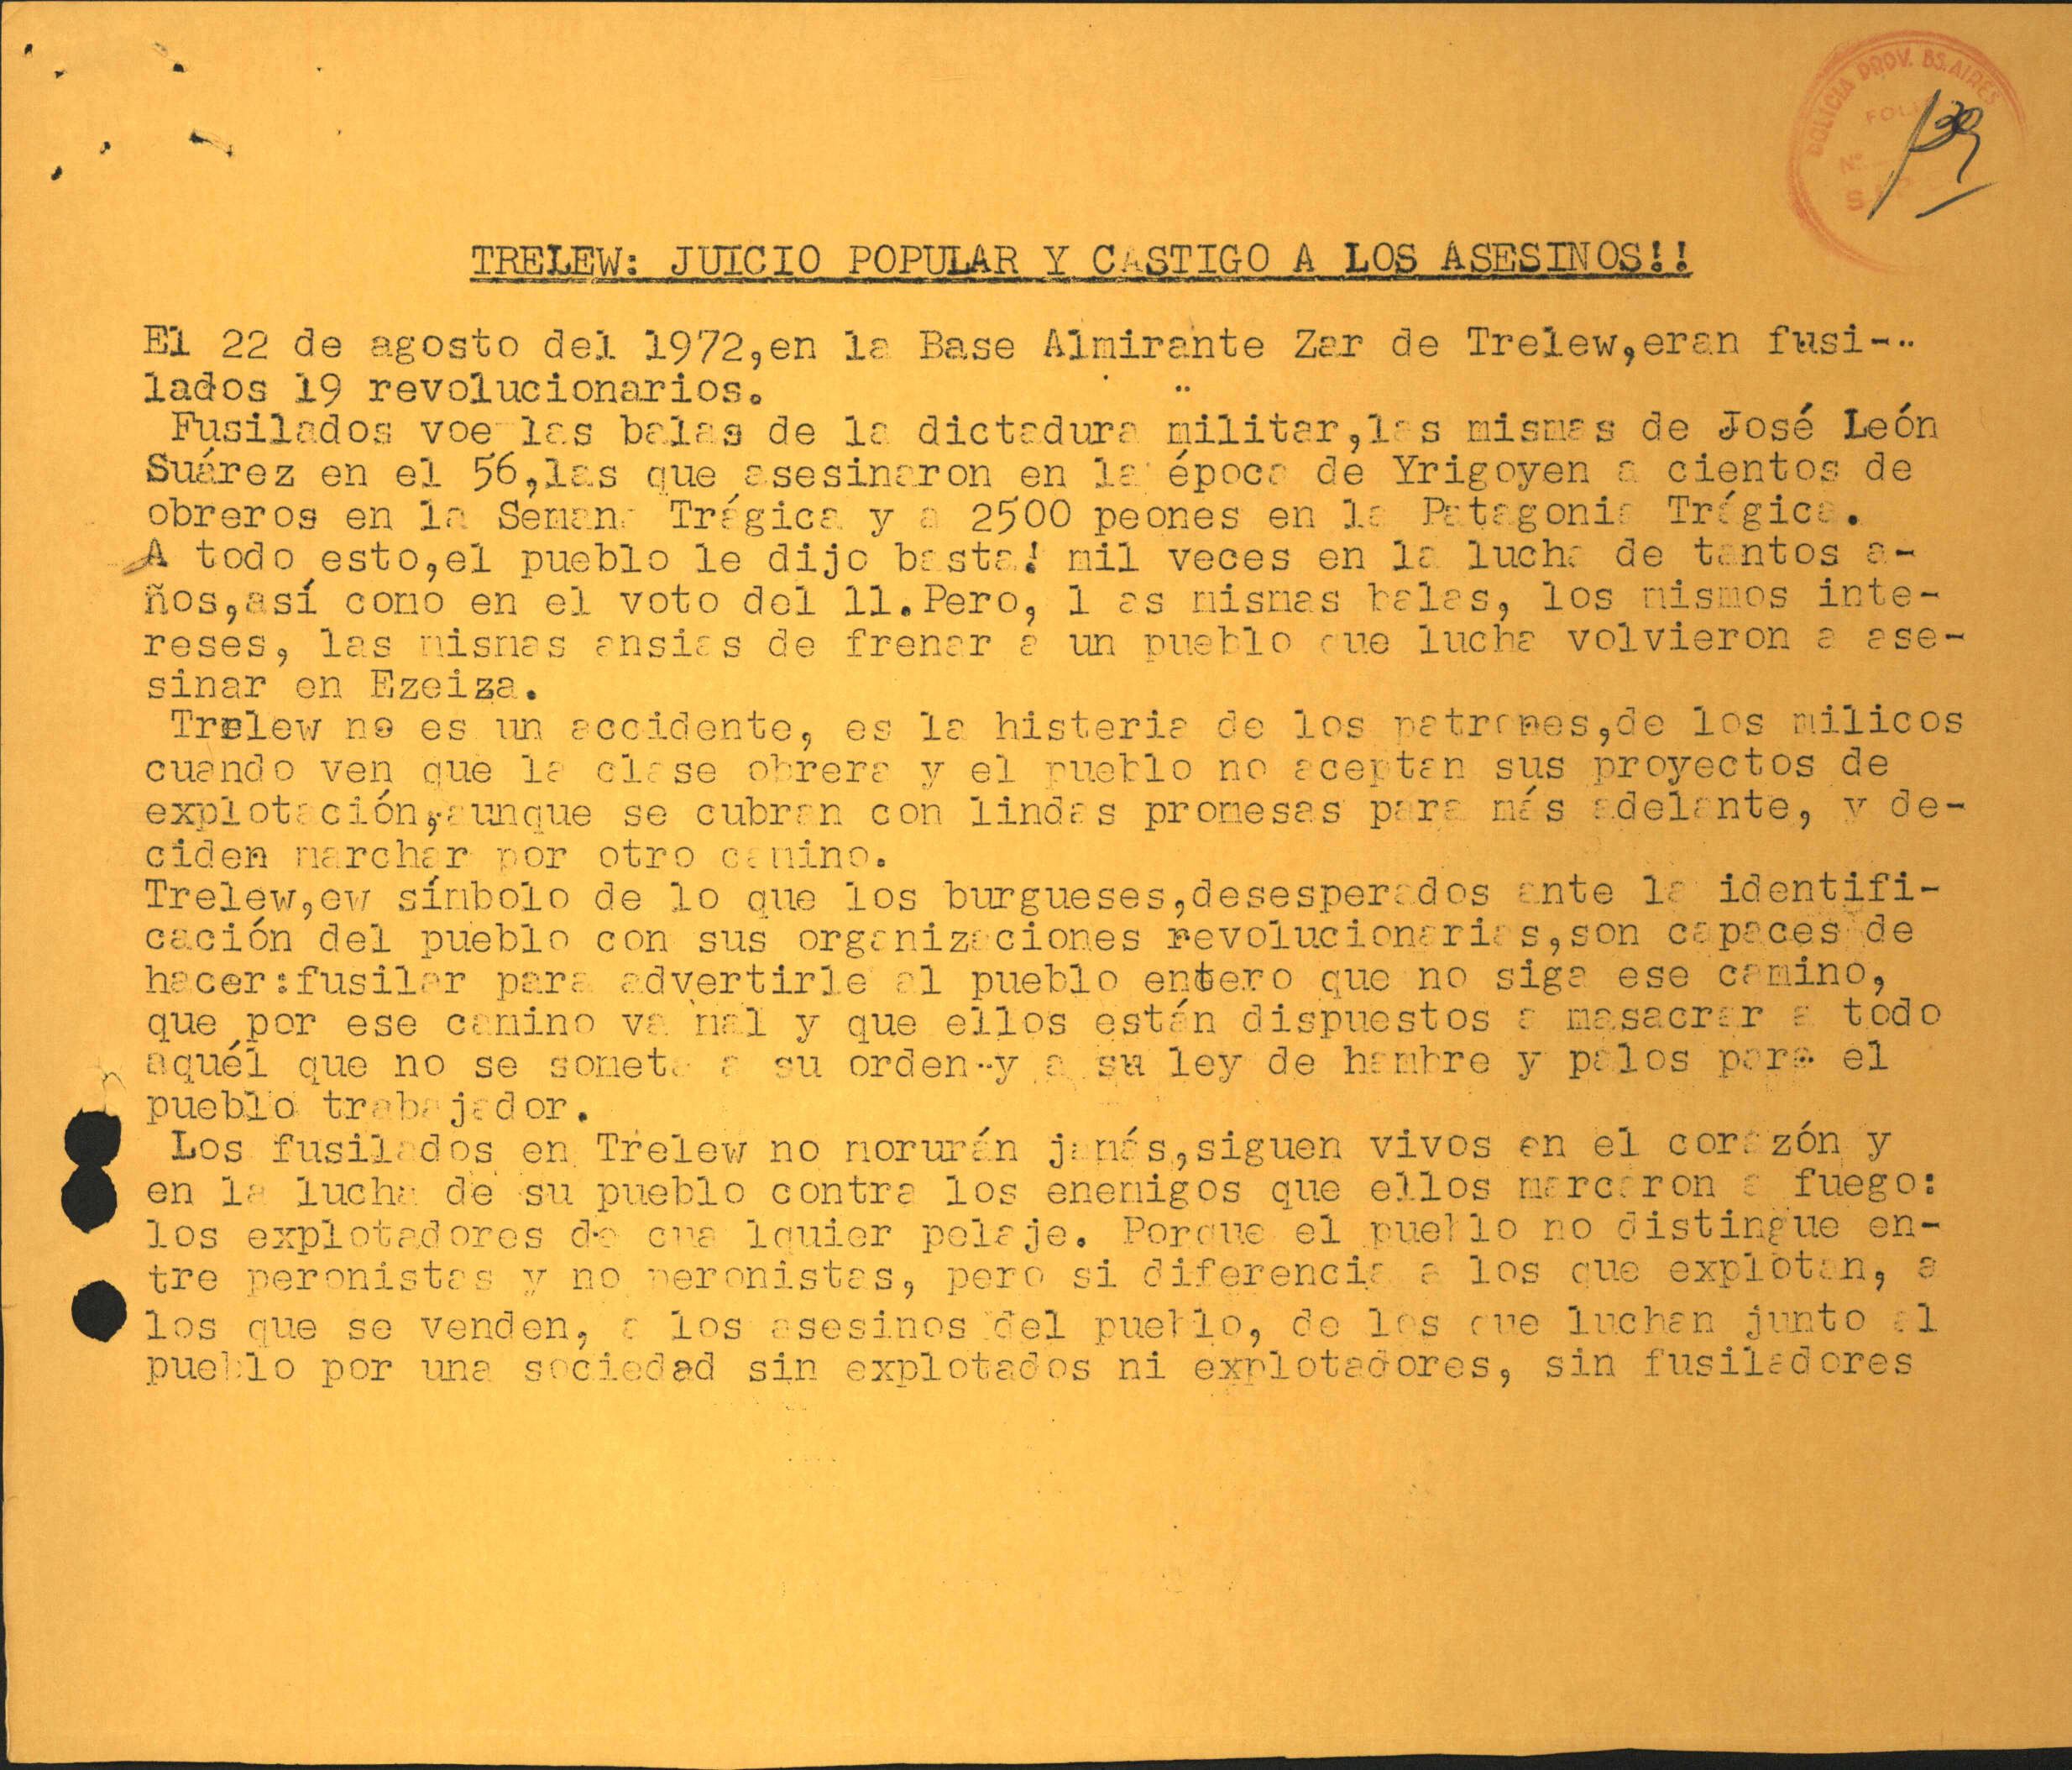 POLICIA PROV. BS. AIRES
FOLIO
Nº 139
TRELEW: JUICIO POPULAR Y CASTIGO A LOS ASESINOS!!
El 22 de agosto del 1972,en la Base Almirante Zar de Trelew,eran fusi-
lados 19 revolucionarios.
Fusilados voe las balas de la dictadura militar,las mismas de José León
Suárez en el 56,las que asesinaron en la época de Yrigoyen a cientos de
obreros en la Semana Trágica y a 2500 peones en la Patagonia Trágica.
A todo esto,el pueblo le dijo basta! mil veces en la lucha de tantos a-
ños,así como en el voto del 11.Pero, l as mismas balas, los mismos inte-
reses, las mismas ansias de frenar a un pueblo que lucha volvieron a ase-
sinar en Ezeiza.
Trelew no es un accidente, es la histeria de los patrones,de los milicos
cuando ven que la clase obrera y el pueblo no aceptan sus proyectos de
explotación,aunque se cubran con lindas promesas para más adelante, y de-
ciden marchar por otro camino.
Trelew,ew símbolo de lo que los burgueses,desesperados ante la identifi-
cación del pueblo con sus organizaciones revolucionarias,son capaces de
hacer:fusilar para advertirle al pueblo entero que no siga ese camino,
que por ese camino va mal y que ellos están dispuestos a masacrar a todo
aquél que no se someta a su orden y a su ley de hambre y palos para el
pueblo trabajador.
Los fusilados en Trelew no morurán jamás,siguen vivos en el corazón y
en la lucha de su pueblo contra los enemigos que ellos marcaron a fuego:
los explotadores de cua lquier pelaje. Porque el pueblo no distingue en-
tre peronistas y no peronistas, pero si diferencia a los que explotan, a
los que se venden, a los asesinos del pueblo, de los que luchan junto al
pueblo por una sociedad sin explotados ni explotadores, sin fusiladores